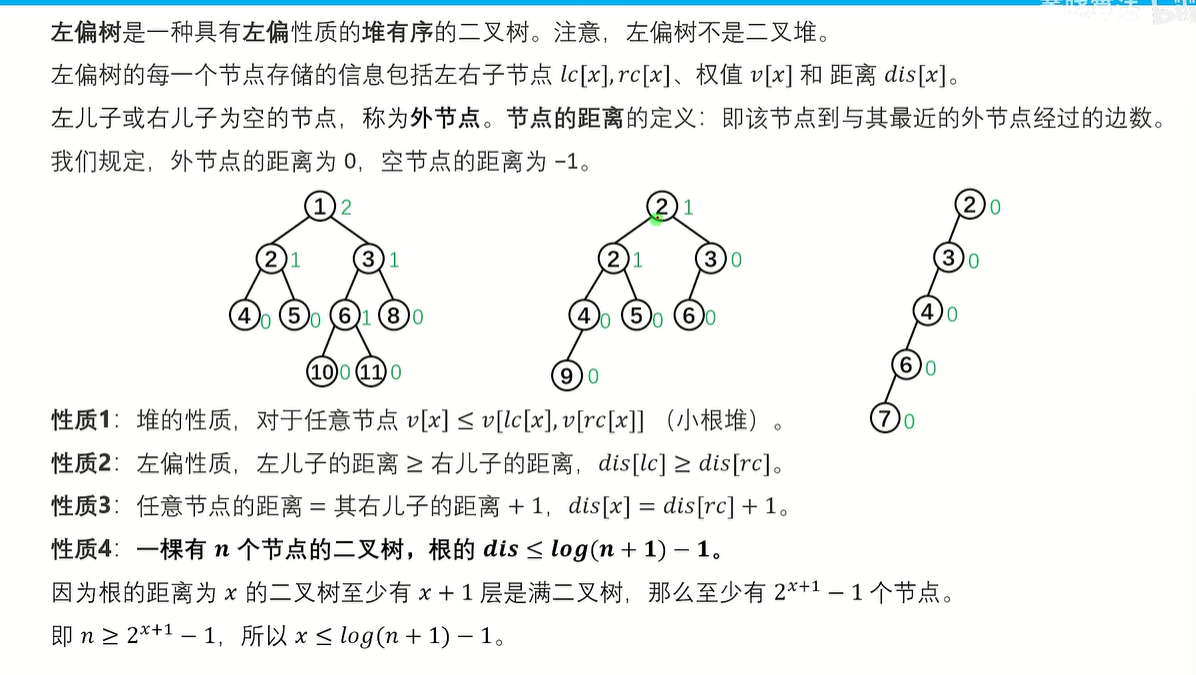 左偏树是一种具有左偏性质的堆有序的二叉树。注意，左偏树不是二叉堆。
左偏树的每一个节点存储的信息包括左右子节点 lc[x], rc[x]、权值 v[x] 和 距离 dis[x]。
左儿子或右儿子为空的节点，称为外节点。节点的距离的定义：即该节点到与其最近的外节点经过的边数。
我们规定，外节点的距离为 0，空节点的距离为 −1。
1 2 2 1 2 0
2 1 3 1 2 1 3 0 3 0
4 0 5 0 6 1 8 0 4 0 5 0 6 0 4 0
10 0 11 0 9 0 6 0
7 0
性质1：堆的性质，对于任意节点 v[x] ≤ v[lc[x], v[rc[x]] （小根堆）。
性质2：左偏性质，左儿子的距离 ≥ 右儿子的距离，dis[lc] ≥ dis[rc]。
性质3：任意节点的距离 = 其右儿子的距离 + 1，dis[x] = dis[rc] + 1。
性质4：一棵有 n 个节点的二叉树，根的 dis ≤ log(n + 1) − 1。
因为根的距离为 x 的二叉树至少有 x + 1 层是满二叉树，那么至少有 2ˣ⁺¹ − 1 个节点。
即 n ≥ 2ˣ⁺¹ − 1，所以 x ≤ log(n + 1) − 1。